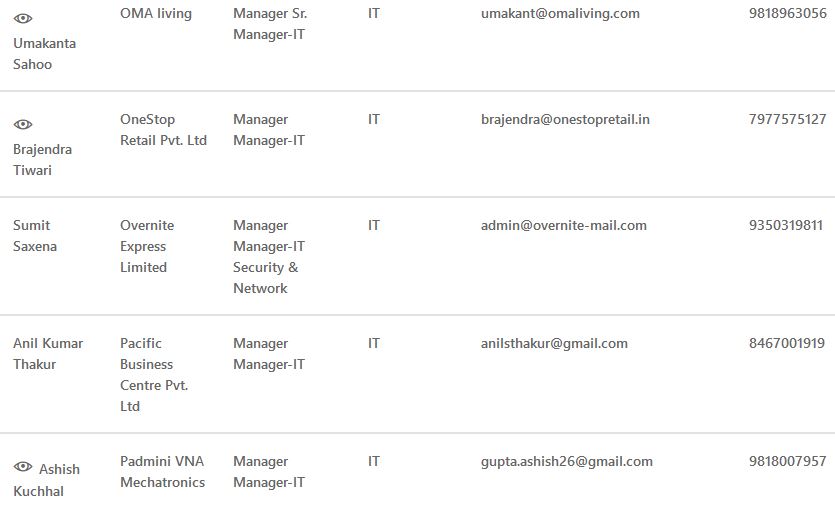 OMA living Manager Sr. IT umakant@omaliving.com 9818963056
Umakanta Manager-IT
Sahoo
OneStop Manager IT brajendra@onestopretail.in 7977575127
Brajendra Retail Pvt. Ltd Manager-IT
Tiwari
Sumit Overnite Manager IT admin@overnite-mail.com 9350319811
Saxena Express Manager-IT
Limited Security &
Network
Anil Kumar Pacific Manager IT anilsthakur@gmail.com 8467001919
Thakur Business Manager-IT
Centre Pvt.
Ltd
Ashish Padmini VNA Manager IT gupta.ashish26@gmail.com 9818007957
Kuchhal Mechatronics Manager-IT